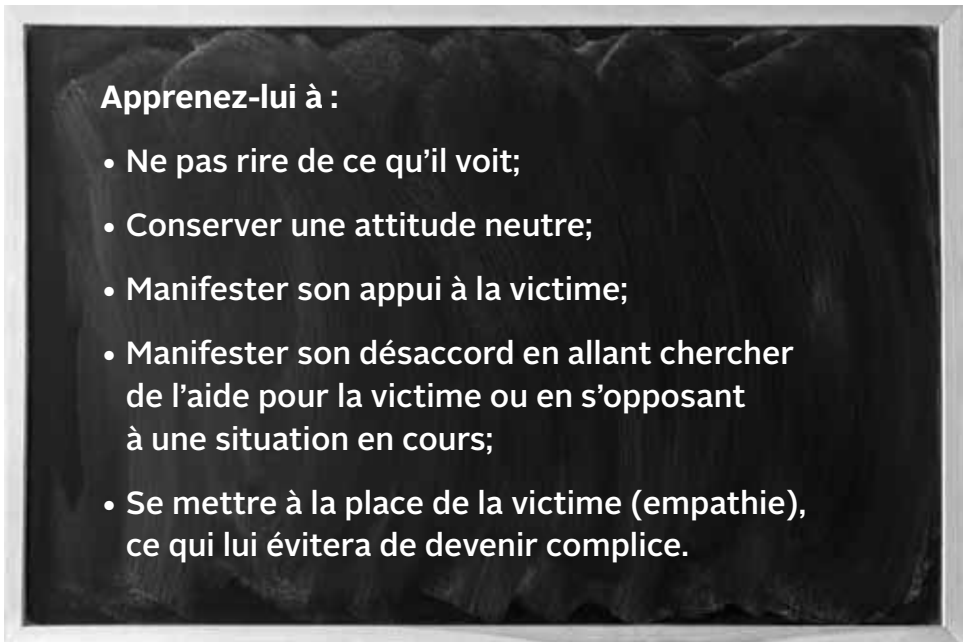 Apprenez-lui à :
• Ne pas rire de ce qu’il voit;
• Conserver une attitude neutre;
• Manifester son appui à la victime;
• Manifester son désaccord en allant chercher
de l’aide pour la victime ou en s’opposant
à une situation en cours;
• Se mettre à la place de la victime (empathie),
ce qui lui évitera de devenir complice.